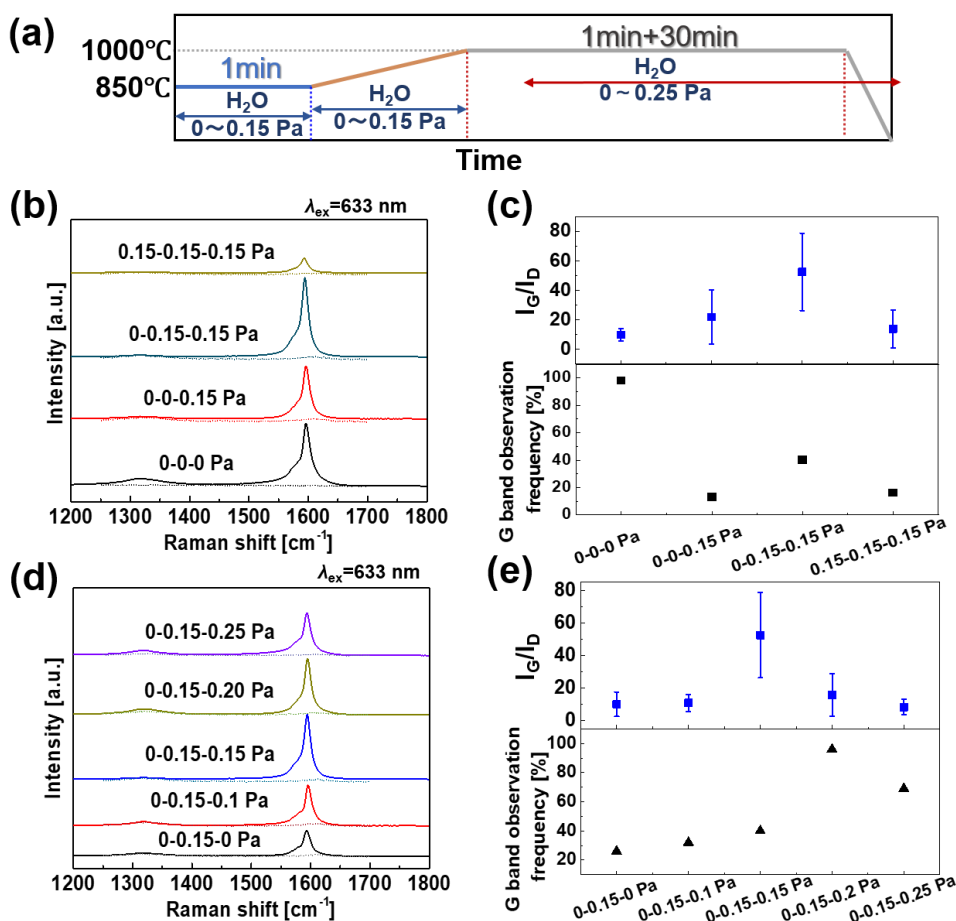 (a)
1000℃
850℃
1min
1min+30min
H₂O
0～0.15 Pa
H₂O
0～0.15 Pa
H₂O
0～0.25 Pa
Time
(b)
λex=633 nm
0.15-0.15-0.15 Pa
0-0.15-0.15 Pa
0-0-0.15 Pa
0-0-0 Pa
Intensity [a.u.]
1200 1300 1400 1500 1600 1700 1800
Raman shift [cm⁻¹]
(c)
80
60
40
20
0
IG/ID
100
80
60
40
20
0
G band observation
frequency [%]
0-0-0 Pa
0-0-0.15 Pa
0-0.15-0.15 Pa
0.15-0.15-0.15 Pa
(d)
λex=633 nm
0-0.15-0.25 Pa
0-0.15-0.20 Pa
0-0.15-0.15 Pa
0-0.15-0.1 Pa
0-0.15-0 Pa
Intensity [a.u.]
1200 1300 1400 1500 1600 1700 1800
Raman shift [cm⁻¹]
(e)
80
60
40
20
0
IG/ID
100
80
60
40
20
G band observation
frequency [%]
0-0.15-0 Pa
0-0.15-0.1 Pa
0-0.15-0.15 Pa
0-0.15-0.2 Pa
0-0.15-0.25 Pa